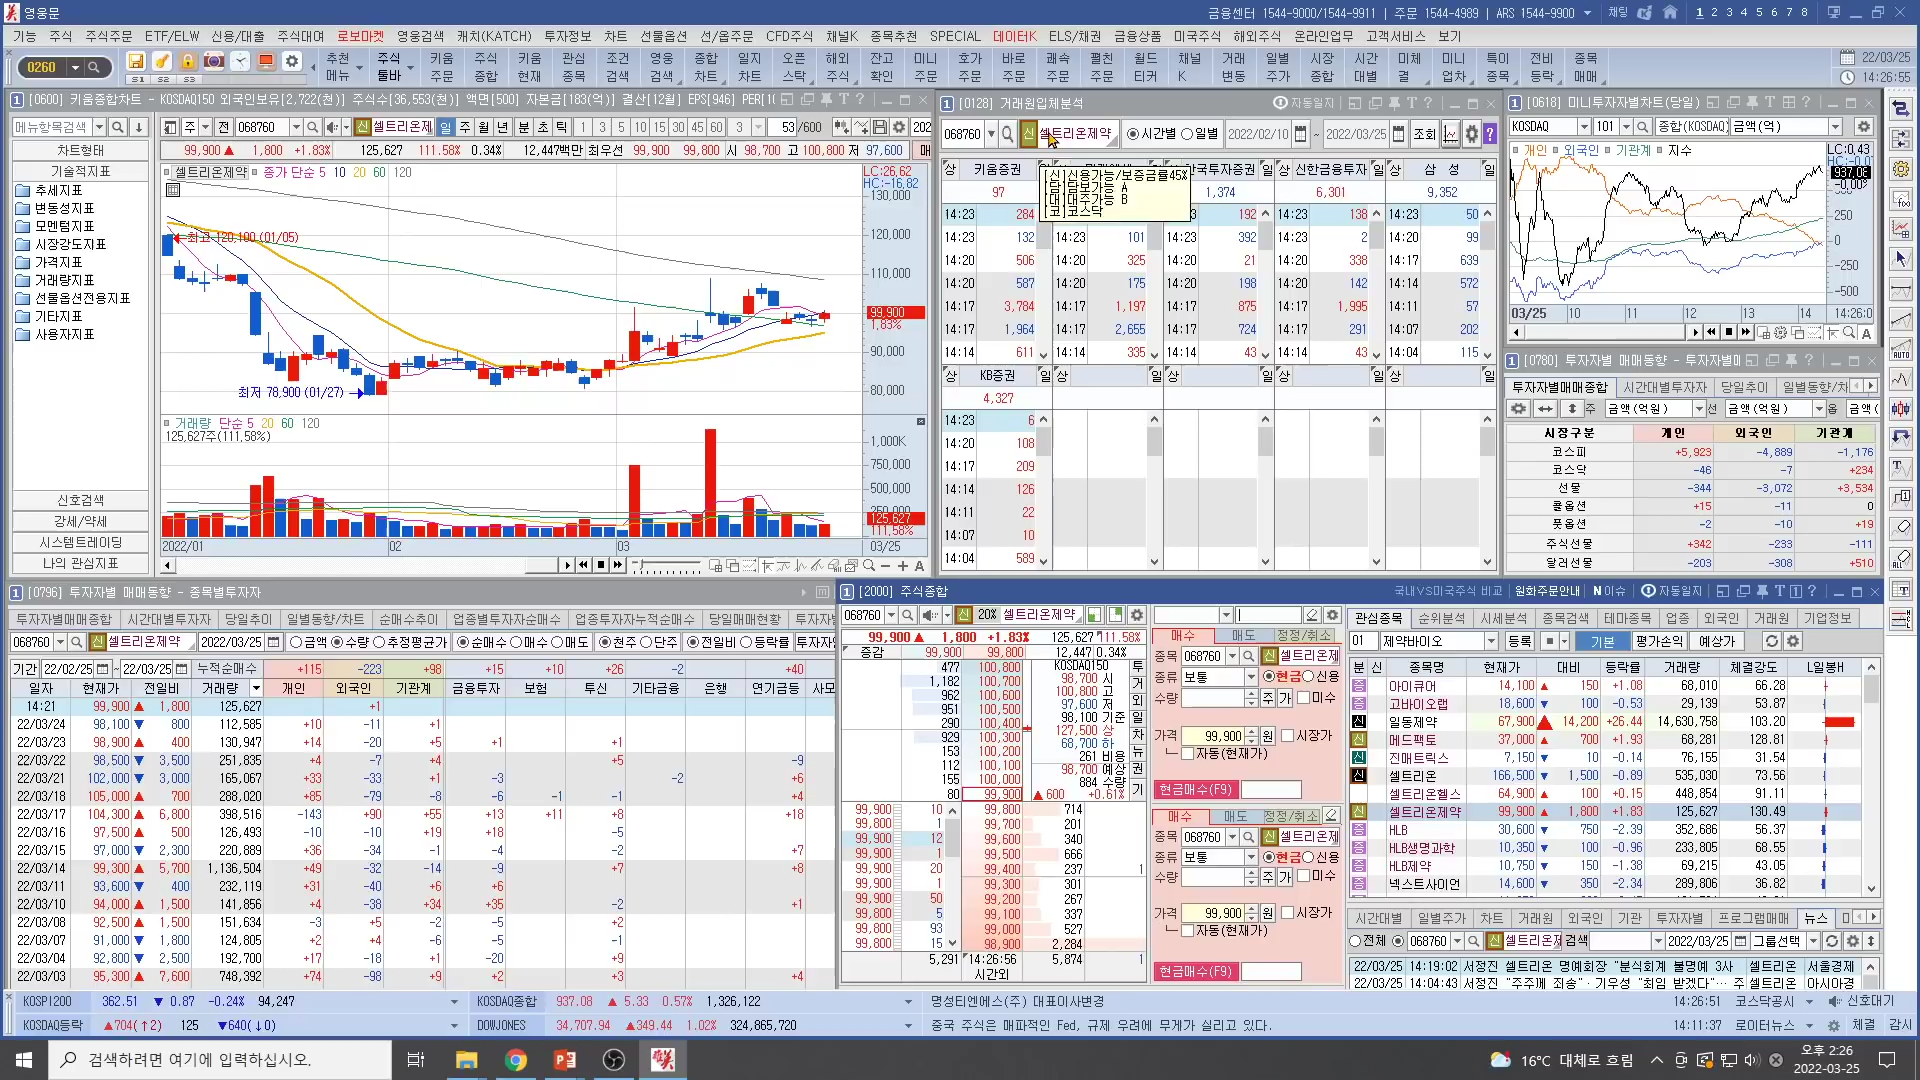 영웅문
금융센터 1544-9000/1544-9911 | 주문 1544-4989 | ARS 1544-9900 채팅 1 2 3 4 5 6 7 8
기능 주식 주식주문 ETF/ELW 신용/대출 주식대여 로보마켓 영웅검색 캐치(KATCH) 투자정보 차트 선물옵션 선/옵주문 CFD주식 채널K 종목추천 SPECIAL 데이터K ELS/채권 금융상품 미국주식 해외주식 온라인업무 고객서비스 보기
0260 S1 S2 S3
추천메뉴 주식툴바 키움주문 주식종합 키움현재 관심종목 조건검색 영웅검색 종합차트 일지차트 오픈스탁 해외주식 잔고확인 미니주문 호가주문 바로주문 쾌속주문 펼친주문 월드티커 채널K 거래변동 일별주가 시장종합 시간대별 미체결 미니업차 특이종목 전비등락 종목매매
22/03/25
14:26:55
[0600] 키움종합차트 - KOSDAQ150 외국인보유[2,722(천)] 주식수[36,553(천)] 액면[500] 자본금[183(억)] 결산[12월] EPS[946] PER[10
메뉴항목검색
차트형태
기술적지표
추세지표
변동성지표
모멘텀지표
시장강도지표
가격지표
거래량지표
선물옵션전용지표
기타지표
사용자지표
신호검색
강세/약세
시스템트레이딩
나의 관심지표
주 전 068760 신 셀트리온제 일 주 월 년 분 초 틱 1 3 5 10 15 30 45 60 3 53 /600 202
99,900 ▲ 1,800 +1.83% 125,627 111.58% 0.34% 12,447백만 최우선 99,900 99,800 시 98,700 고 100,800 저 97,600 매
셀트리온제약 종가 단순 5 10 20 60 120
LC:26.62
HC:-16.82
130,000
120,000
110,000
99,900
1.83%
90,000
80,000
최고 120,100 (01/05)
최저 78,900 (01/27)
거래량 단순 5 20 60 120
125,627주(111.58%)
1,000K
750,000
500,000
125,627
111.58%
2022/01 02 03 03/25
[0128] 거래원입체분석 자동일지
068760 신 셀트리온제약 시간별 일별 2022/02/10 ~ 2022/03/25 조회
[신]신용가능/보증금률45%
[담]담보가능 A
[대]대주가능 B
[코]코스닥
상 키움증권 일 국투자증권 일 상 신한금융투자 일 상 삼 성 일
97 1,374 6,301 9,352
14:23 284 192 14:23 138 14:23 50
14:23 132 14:20 101 14:23 392 14:23 2 14:20 99
14:20 506 14:20 325 14:20 21 14:20 338 14:17 639
14:20 587 14:20 175 14:20 198 14:20 142 14:14 572
14:17 3,784 14:17 1,197 14:17 875 14:17 1,995 14:11 57
14:17 1,964 14:17 2,655 14:17 724 14:17 291 14:07 202
14:14 611 14:14 335 14:14 43 14:14 43 14:04 115
상 KB증권 일 상 일 상 일 상 일 상 일
4,327
14:23 6
14:20 108
14:17 209
14:14 126
14:11 22
14:07 10
14:04 589
[0618] 미니투자자별차트(당일)
KOSDAQ 101 종합(KOSDAQ) 금액(억)
개인 외국인 기관계 지수
LC:0.43
937.08
250
0
-250
-500
03/25 10 11 12 13 14 14:26:0
[0780] 투자자별 매매동향 - 투자자별
투자자별매매종합 시간대별투자자 당일추이 일별동향/차
주 금액(억원) 선 금액(억원) 옵 금액(
시장구분 개인 외국인 기관계
코스피 +5,923 -4,889 -1,176
코스닥 -46 -7 +234
선물 -344 -3,072 +3,534
콜옵션 +15 -11 0
풋옵션 -2 -10 +19
주식선물 +342 -233 -111
달러선물 -203 -308 +510
[0796] 투자자별 매매동향 - 종목별투자자
투자자별매매종합 시간대별투자자 당일추이 일별동향/차트 순매수추이 업종별투자자순매수 업종투자자누적순매수 당일매매현황 투자자
068760 신 셀트리온제약 2022/03/25 금액 수량 추정평균가 순매수 매수 매도 천주 단주 전일비 등락률 투자자
기간 22/02/25 ~ 22/03/25 누적순매수 +115 -223 +98 +15 +10 +26 -2 +40
일자 현재가 전일비 거래량 개인 외국인 기관계 금융투자 보험 투신 기타금융 은행 연기금등 사모
14:21 99,900 ▲ 1,800 125,627 +1
22/03/24 98,100 ▼ 800 112,585 +10 -11 +1
22/03/23 98,900 ▲ 400 130,947 +14 -20 +5 +1 +1
22/03/22 98,500 ▼ 3,500 251,835 +4 -7 +4 +5 -9
22/03/21 102,000 ▼ 3,000 165,067 +33 -33 +1 -3 -2 +6
22/03/18 105,000 ▲ 700 288,020 +85 -79 -8 -6 -1 -1 +4
22/03/17 104,300 ▲ 6,800 398,516 -143 +90 +55 +13 +11 +8 +18
22/03/16 97,500 ▲ 500 126,493 -10 -10 +19 +18 -5
22/03/15 97,000 ▼ 2,300 220,889 +36 -34 -1 -4 -2 +7
22/03/14 99,300 ▲ 5,700 1,136,504 +49 -32 -14 -9 +7 +8
22/03/11 93,600 ▼ 400 232,119 +31 -40 +6 +6
22/03/10 94,000 ▲ 1,500 141,856 +4 -38 +34 +35 -2 +1
22/03/08 92,500 ▲ 1,500 151,634 -3 +5 -2 -5 +2
22/03/07 91,000 ▼ 1,800 124,805 +2 +4 -6 -5 -1
22/03/04 92,800 ▼ 2,500 192,700 +17 -18 +1 -20 +9
22/03/03 95,300 ▲ 7,600 748,392 +74 -98 +9 +2 +3 +4
[2000] 주식종합 국내VS미국주식 비교 원화주문안내 N이슈 자동일지
068760 신 20% 셀트리온제약
99,900 ▲ 1,800 +1.83% 125,627 111.58%
증감 99,900 99,800 12,447 0.34%
477 100,800 KOSDAQ150 투
1,182 100,700 98,700 시 거
962 100,600 100,800 고
951 100,500 97,600 저 외
290 100,400 98,100 기준 일
929 100,300 127,500 상 차
153 100,200 68,700 하 뉴
112 100,100 261 비용
155 100,000 98,700 예상 권
80 99,900 884 수량
▲ 600 +0.61% 기
99,900 10 99,800 714
99,800 1 99,700 201
99,900 12 99,600 340
99,900 1 99,500 666
99,900 20 99,400 237 1
99,900 1 99,300 301
99,900 50 99,200 267
99,800 5 99,100 337
99,800 93 99,000 527
99,800 15 98,900 2,284
5,291 14:26:56 5,874 1
시간외
매수 매도 정정/취소
종목 068760 신 셀트리온제
종류 보통 현금 신용
수량 주 가 미수
가격 99,900 원 시장가
자동(현재가)
현금매수(F9)
매수 매도 정정/취소
종목 068760 신 셀트리온제
종류 보통 현금 신용
수량 주 가 미수
가격 99,900 원 시장가
자동(현재가)
현금매수(F9)
관심종목 순위분석 시세분석 종목검색 테마종목 업종 외국인 거래원 기업정보
01 제약바이오 등록 기본 평가손익 예상가
분 신 종목명 현재가 대비 등락률 거래량 체결강도 L일봉H
증 아이큐어 14,100 ▲ 150 +1.08 68,010 66.28
증 고바이오랩 18,600 ▼ 100 -0.53 29,139 53.87
신 일동제약 67,900 ▲ 14,200 +26.44 14,630,758 103.20
신 메드팩토 37,000 ▲ 700 +1.93 68,281 128.81
신 진매트릭스 7,150 ▼ 10 -0.14 76,155 31.54
신 셀트리온 166,500 ▼ 1,500 -0.89 535,030 73.56
셀트리온헬스 64,900 ▲ 100 +0.15 448,854 91.11
신 셀트리온제약 99,900 ▲ 1,800 +1.83 125,627 130.49
증 HLB 30,600 ▼ 750 -2.39 352,686 56.37
증 HLB생명과학 10,350 ▼ 100 -0.96 233,805 68.55
증 HLB제약 10,750 ▼ 150 -1.38 69,215 43.05
증 넥스트사이언 14,600 ▼ 350 -2.34 289,806 36.82
시간대별 일별주가 차트 거래원 외국인 기관 투자자별 프로그램매매 뉴스
전체 068760 신 셀트리온제 검색 2022/03/25 그룹선택
22/03/25 14:19:02 서정진 셀트리온 명예회장 "분식회계 불명예 3사 셀트리온 서울경제
22/03/25 14:04:43 서정진 "주주께 죄송"·기우성 "최임 받겠다"… 주 셀트리온 아시아경
KOSPI200 362.51 ▼ 0.87 -0.24% 94,247 KOSDAQ종합 937.08 ▲ 5.33 0.57% 1,326,122 명성티엔에스(주) 대표이사변경 14:26:51 코스닥공시 신호대기
KOSDAQ등락 ▲704(↑2) 125 ▼640(↓0) DOWJONES 34,707.94 ▲349.44 1.02% 324,865,720 중국 주식은 매파적인 Fed, 규제 우려에 무게가 실리고 있다. 14:11:37 로이터뉴스 체결 감시
검색하려면 여기에 입력하십시오.
16°C 대체로 흐림
오후 2:26
2022-03-25